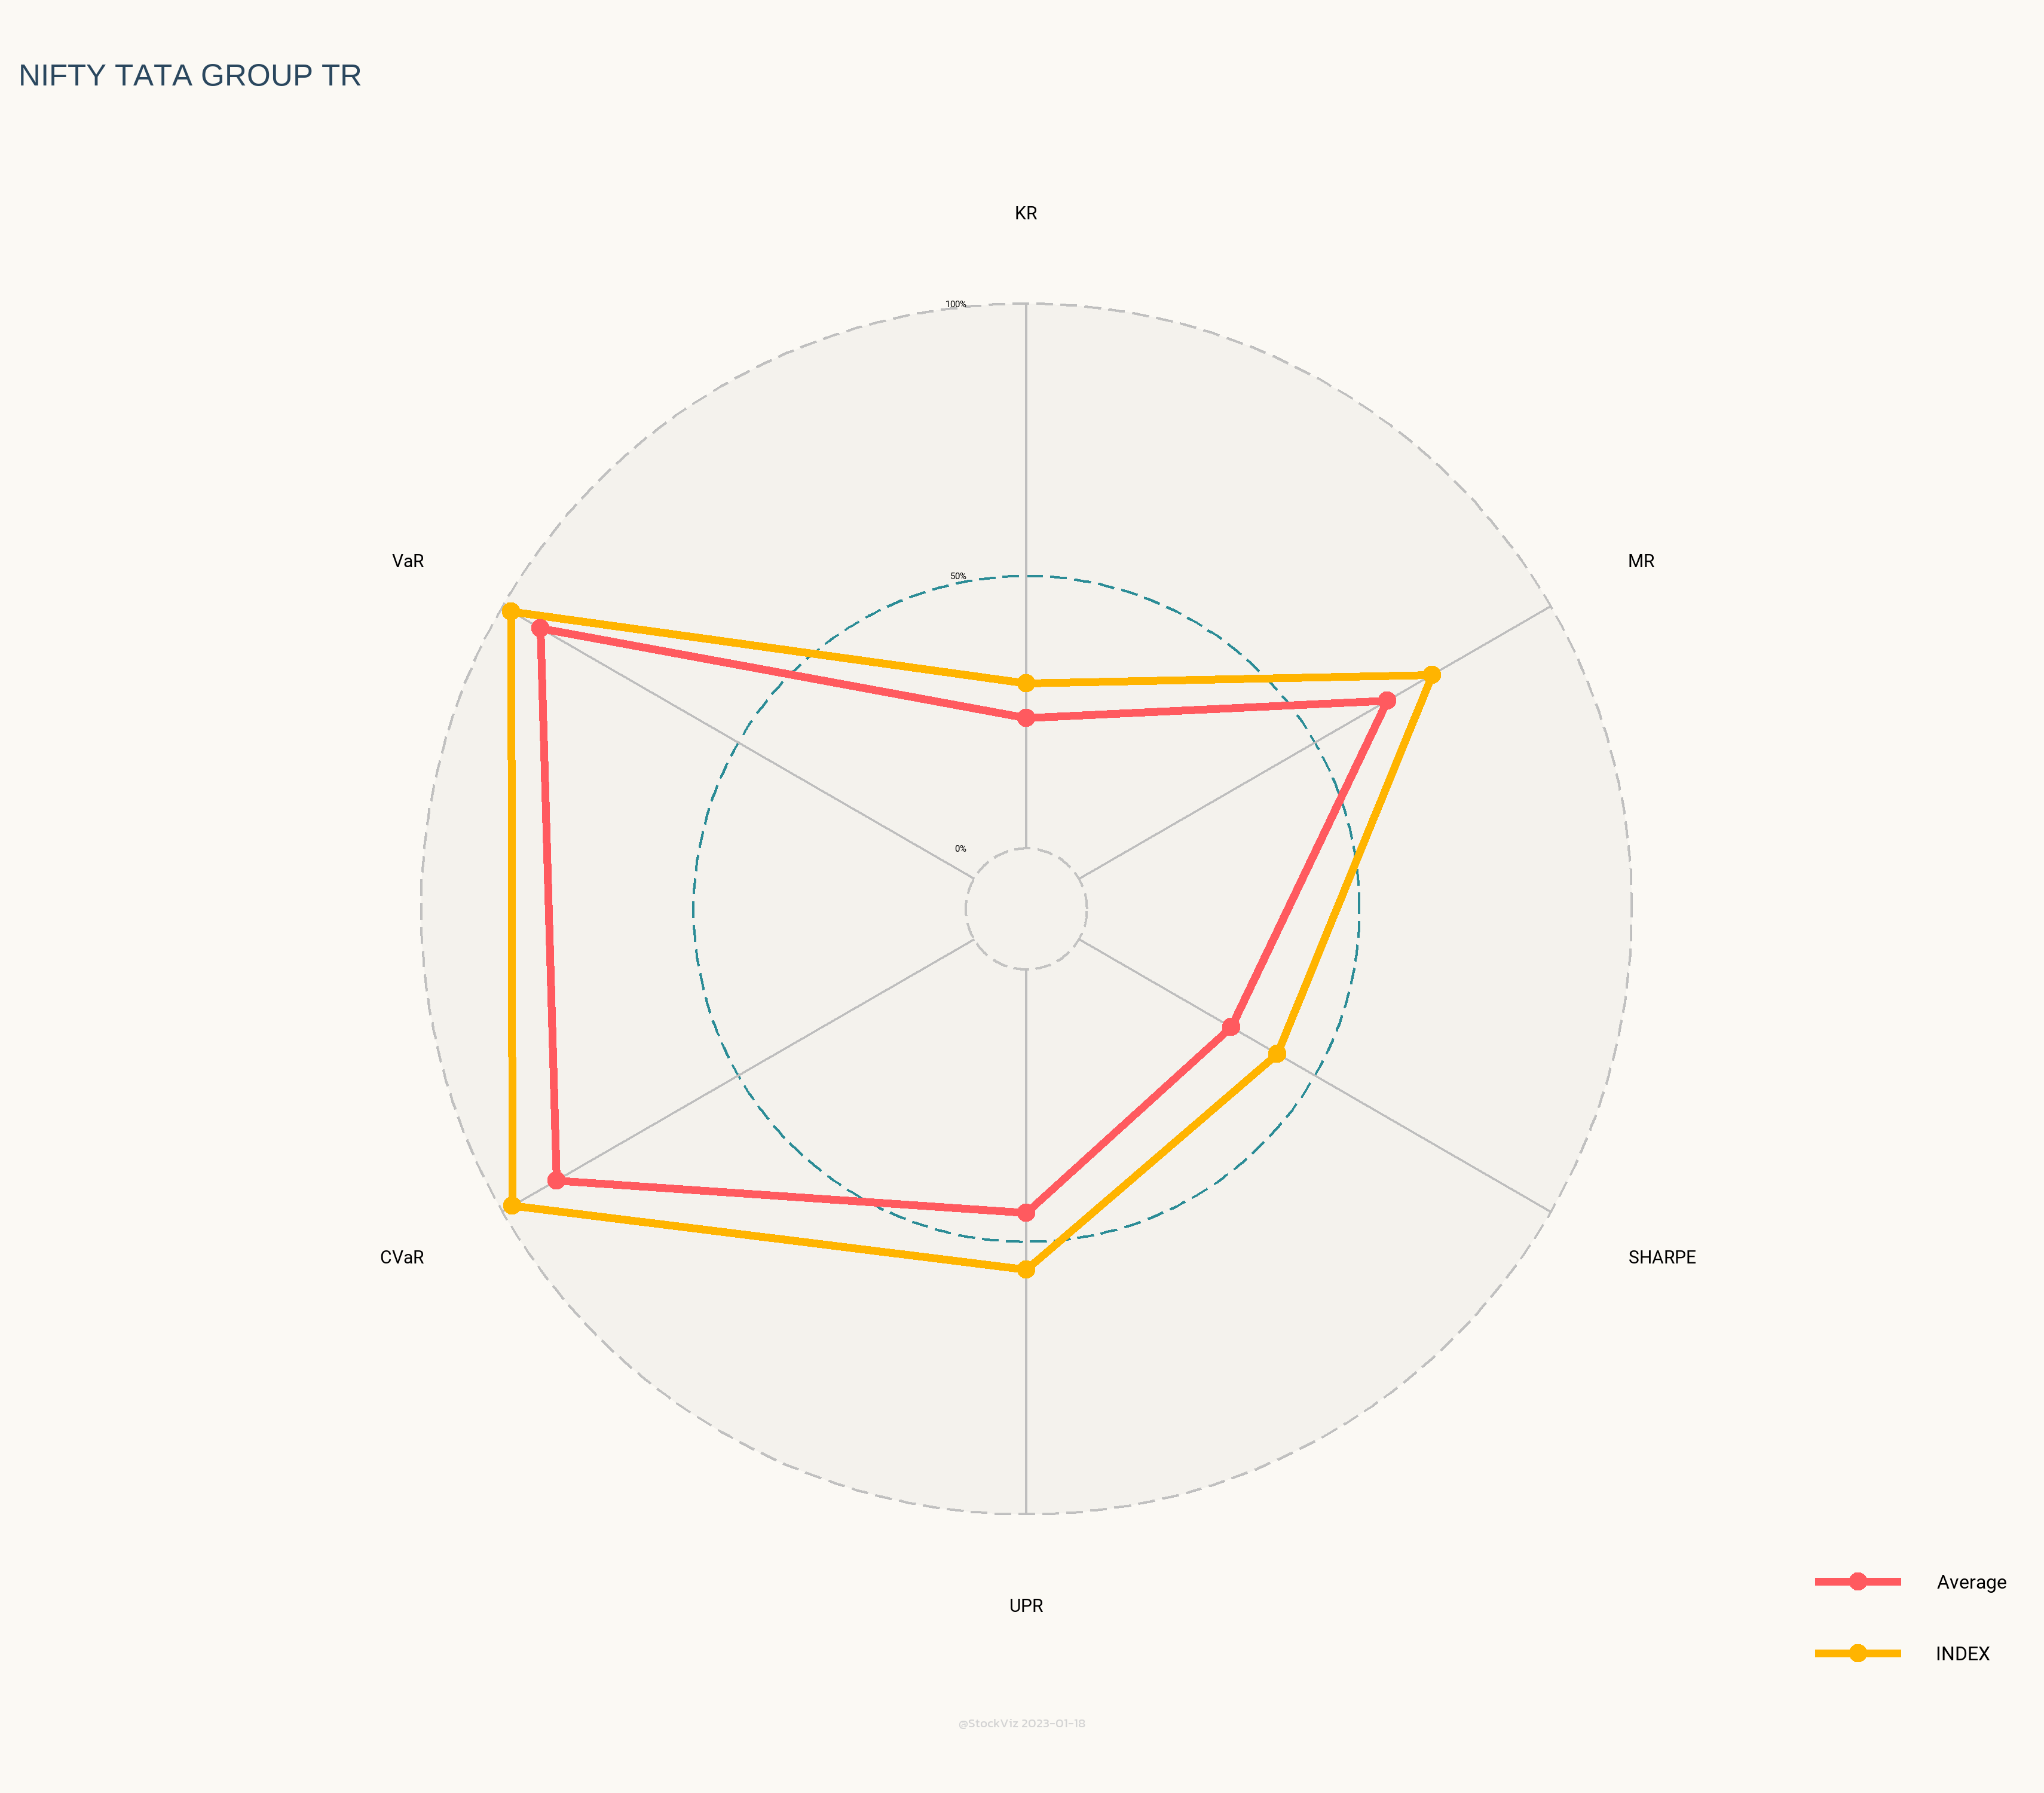 NIFTY TATA GROUP TR
KR
100%
VaR
MR
50%
0%
CVaR
SHARPE
UPR
Average
INDEX
@StockViz 2023-01-18